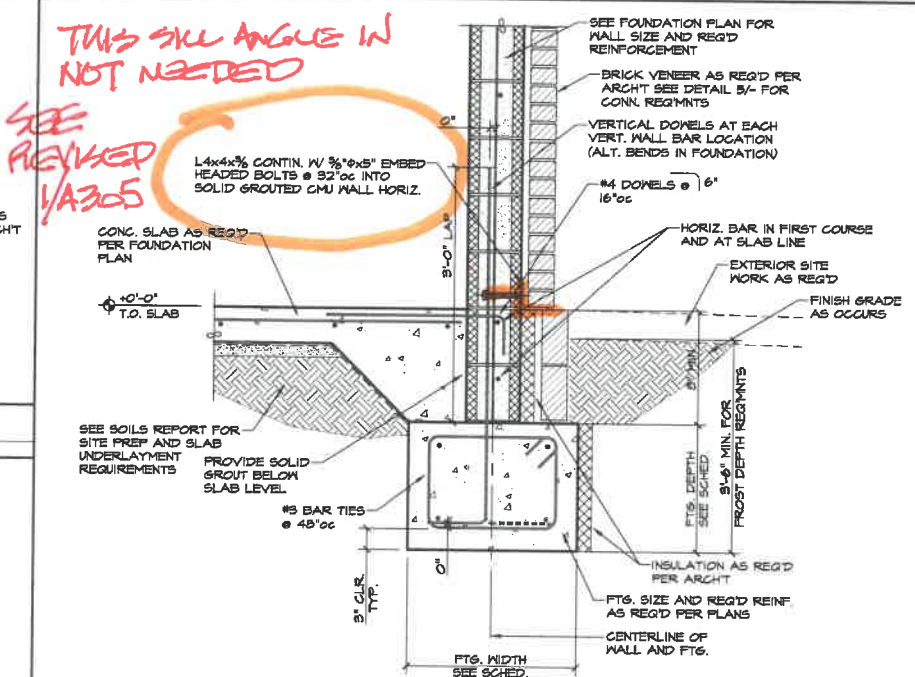 THIS SILL ANGLE IN
NOT NEEDED
SEE
REVISED
1/A305
L4x4x⅜ CONTIN. W/ ⅝"Φx5" EMBED
HEADED BOLTS @ 32"oc INTO
SOLID GROUTED CMU WALL HORIZ.
CONC. SLAB AS REQ'D
PER FOUNDATION
PLAN
+0'-0"
T.O. SLAB
SEE SOILS REPORT FOR
SITE PREP AND SLAB
UNDERLAYMENT
REQUIREMENTS
PROVIDE SOLID
GROUT BELOW
SLAB LEVEL
#3 BAR TIES
@ 48"oc
3" CLR
TYP.
0"
0"
3'-0" LAP
SEE FOUNDATION PLAN FOR
WALL SIZE AND REQ'D
REINFORCEMENT
BRICK VENEER AS REQ'D PER
ARCH'T SEE DETAIL 5/- FOR
CONN. REQ'MNTS
VERTICAL DOWELS AT EACH
VERT. WALL BAR LOCATION
(ALT. BENDS IN FOUNDATION)
#4 DOWELS @
16"oc
6"
HORIZ. BAR IN FIRST COURSE
AND AT SLAB LINE
EXTERIOR SITE
WORK AS REQ'D
FINISH GRADE
AS OCCURS
8" MIN.
FTG. DEPTH
SEE SCHED.
3'-6" MIN. FOR
FROST DEPTH REQ'MNTS
INSULATION AS REQ'D
PER ARCH'T
FTG. SIZE AND REQ'D REINF.
AS REQ'D PER PLANS
CENTERLINE OF
WALL AND FTG.
FTG. WIDTH
SEE SCHED.